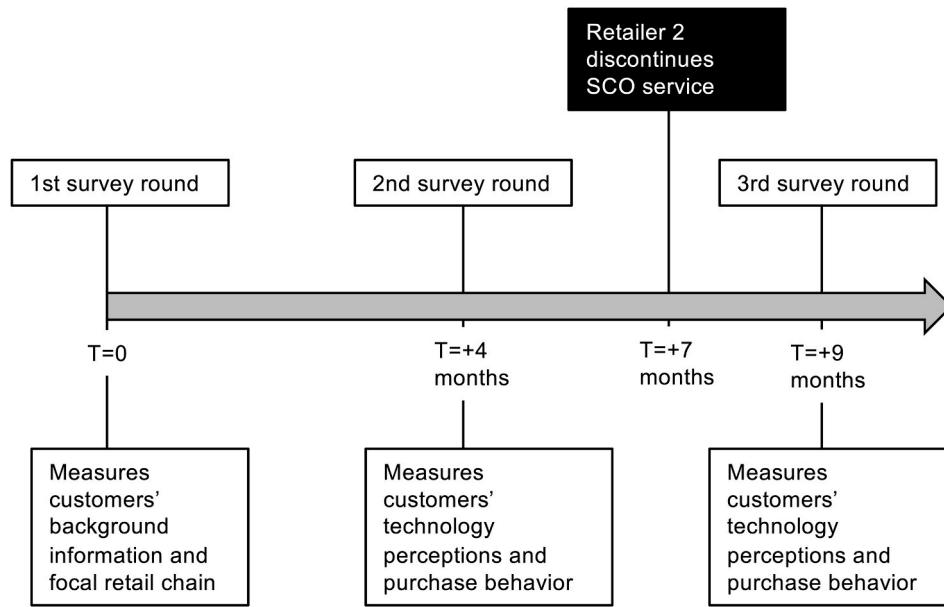 Retailer 2
discontinues
SCO service
1st survey round
2nd survey round
3rd survey round
T=0
T=+4
months
T=+7
months
T=+9
months
Measures
customers’
background
information and
focal retail chain
Measures
customers’
technology
perceptions and
purchase behavior
Measures
customers’
technology
perceptions and
purchase behavior